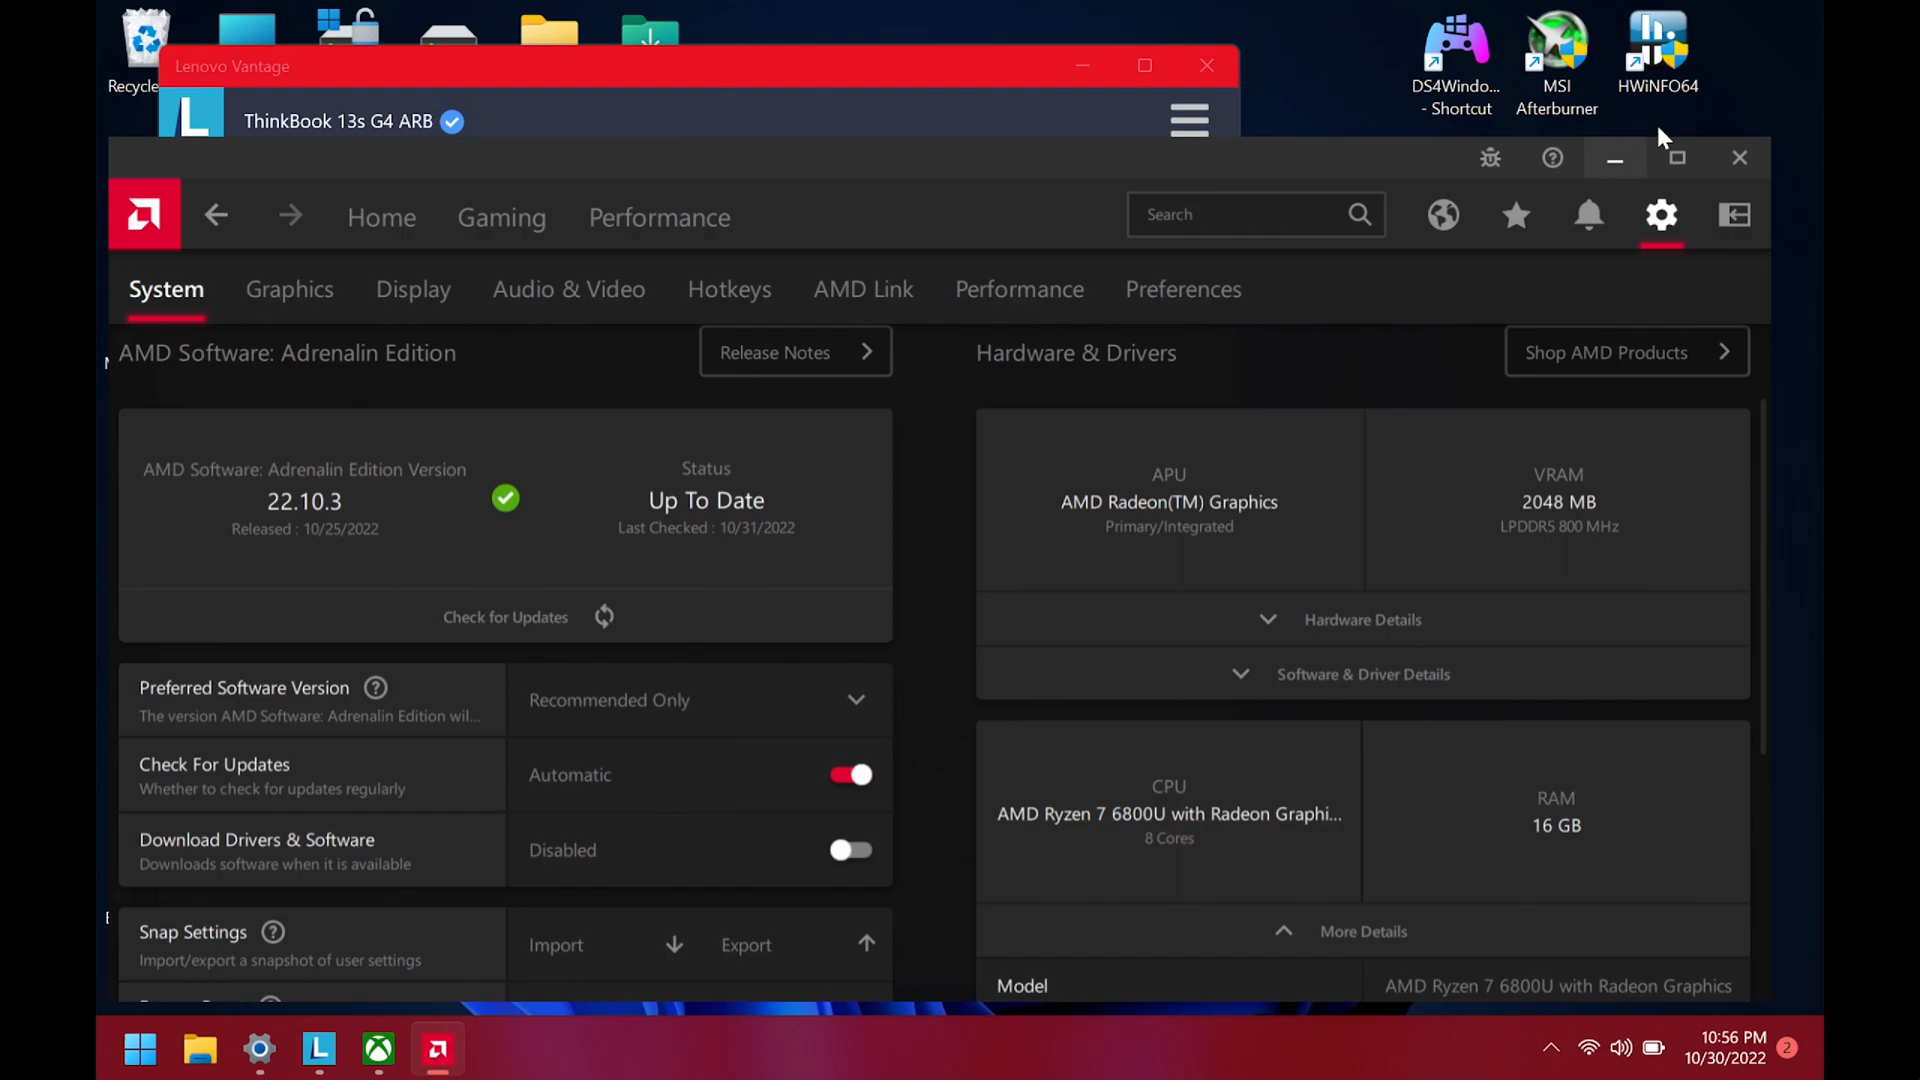 Recycle
DS4Windo...
- Shortcut
MSI
Afterburner
HWiNFO64
Lenovo Vantage
ThinkBook 13s G4 ARB
Home
Gaming
Performance
Search
System
Graphics
Display
Audio & Video
Hotkeys
AMD Link
Performance
Preferences
AMD Software: Adrenalin Edition
Release Notes
AMD Software: Adrenalin Edition Version
22.10.3
Released : 10/25/2022
Status
Up To Date
Last Checked : 10/31/2022
Check for Updates
Preferred Software Version
The version AMD Software: Adrenalin Edition wil...
Recommended Only
Check For Updates
Whether to check for updates regularly
Automatic
Download Drivers & Software
Downloads software when it is available
Disabled
Snap Settings
Import/export a snapshot of user settings
Import
Export
Hardware & Drivers
Shop AMD Products
APU
AMD Radeon(TM) Graphics
Primary/Integrated
VRAM
2048 MB
LPDDR5 800 MHz
Hardware Details
Software & Driver Details
CPU
AMD Ryzen 7 6800U with Radeon Graphi...
8 Cores
RAM
16 GB
More Details
Model
AMD Ryzen 7 6800U with Radeon Graphics
10:56 PM
10/30/2022
2